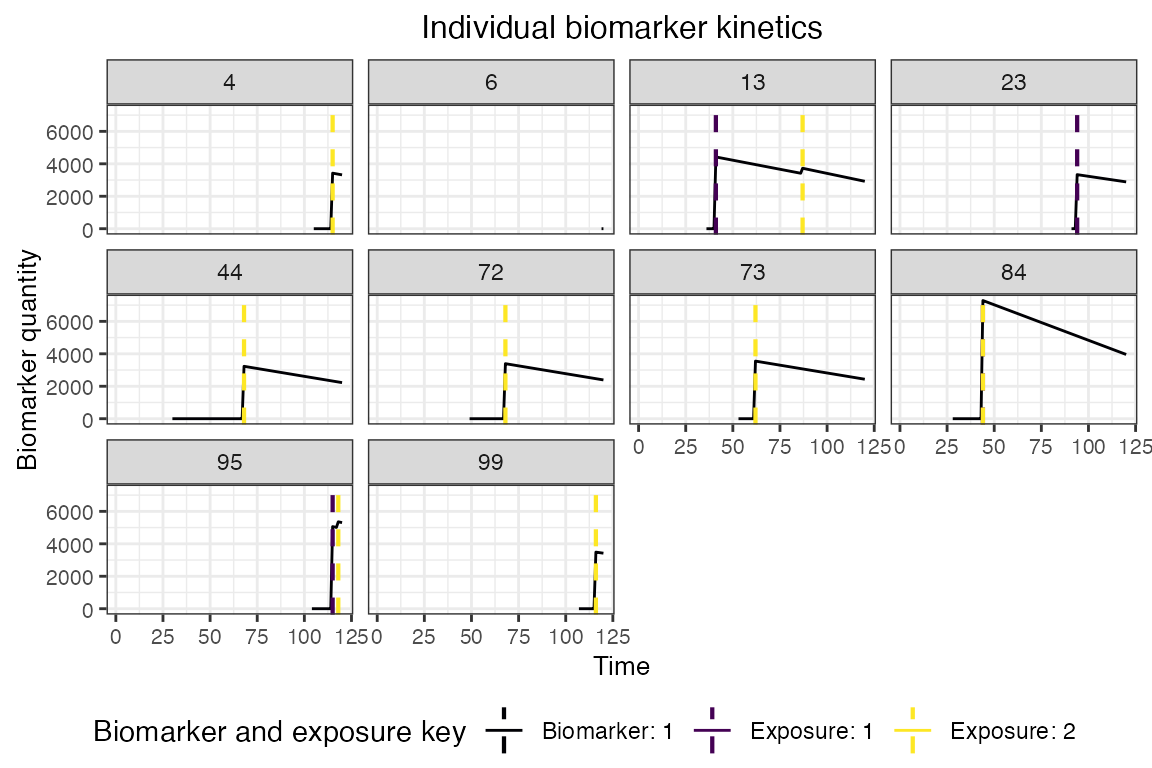 Individual biomarker kinetics
4 6 13 23
6000
4000
2000
0
44 72 73 84
6000
4000
2000
0
0 25 50 75 100 125 0 25 50 75 100 125
95 99
6000
4000
2000
0
0 25 50 75 100 125 0 25 50 75 100 125
Biomarker quantity
Time
Biomarker and exposure key Biomarker: 1 Exposure: 1 Exposure: 2